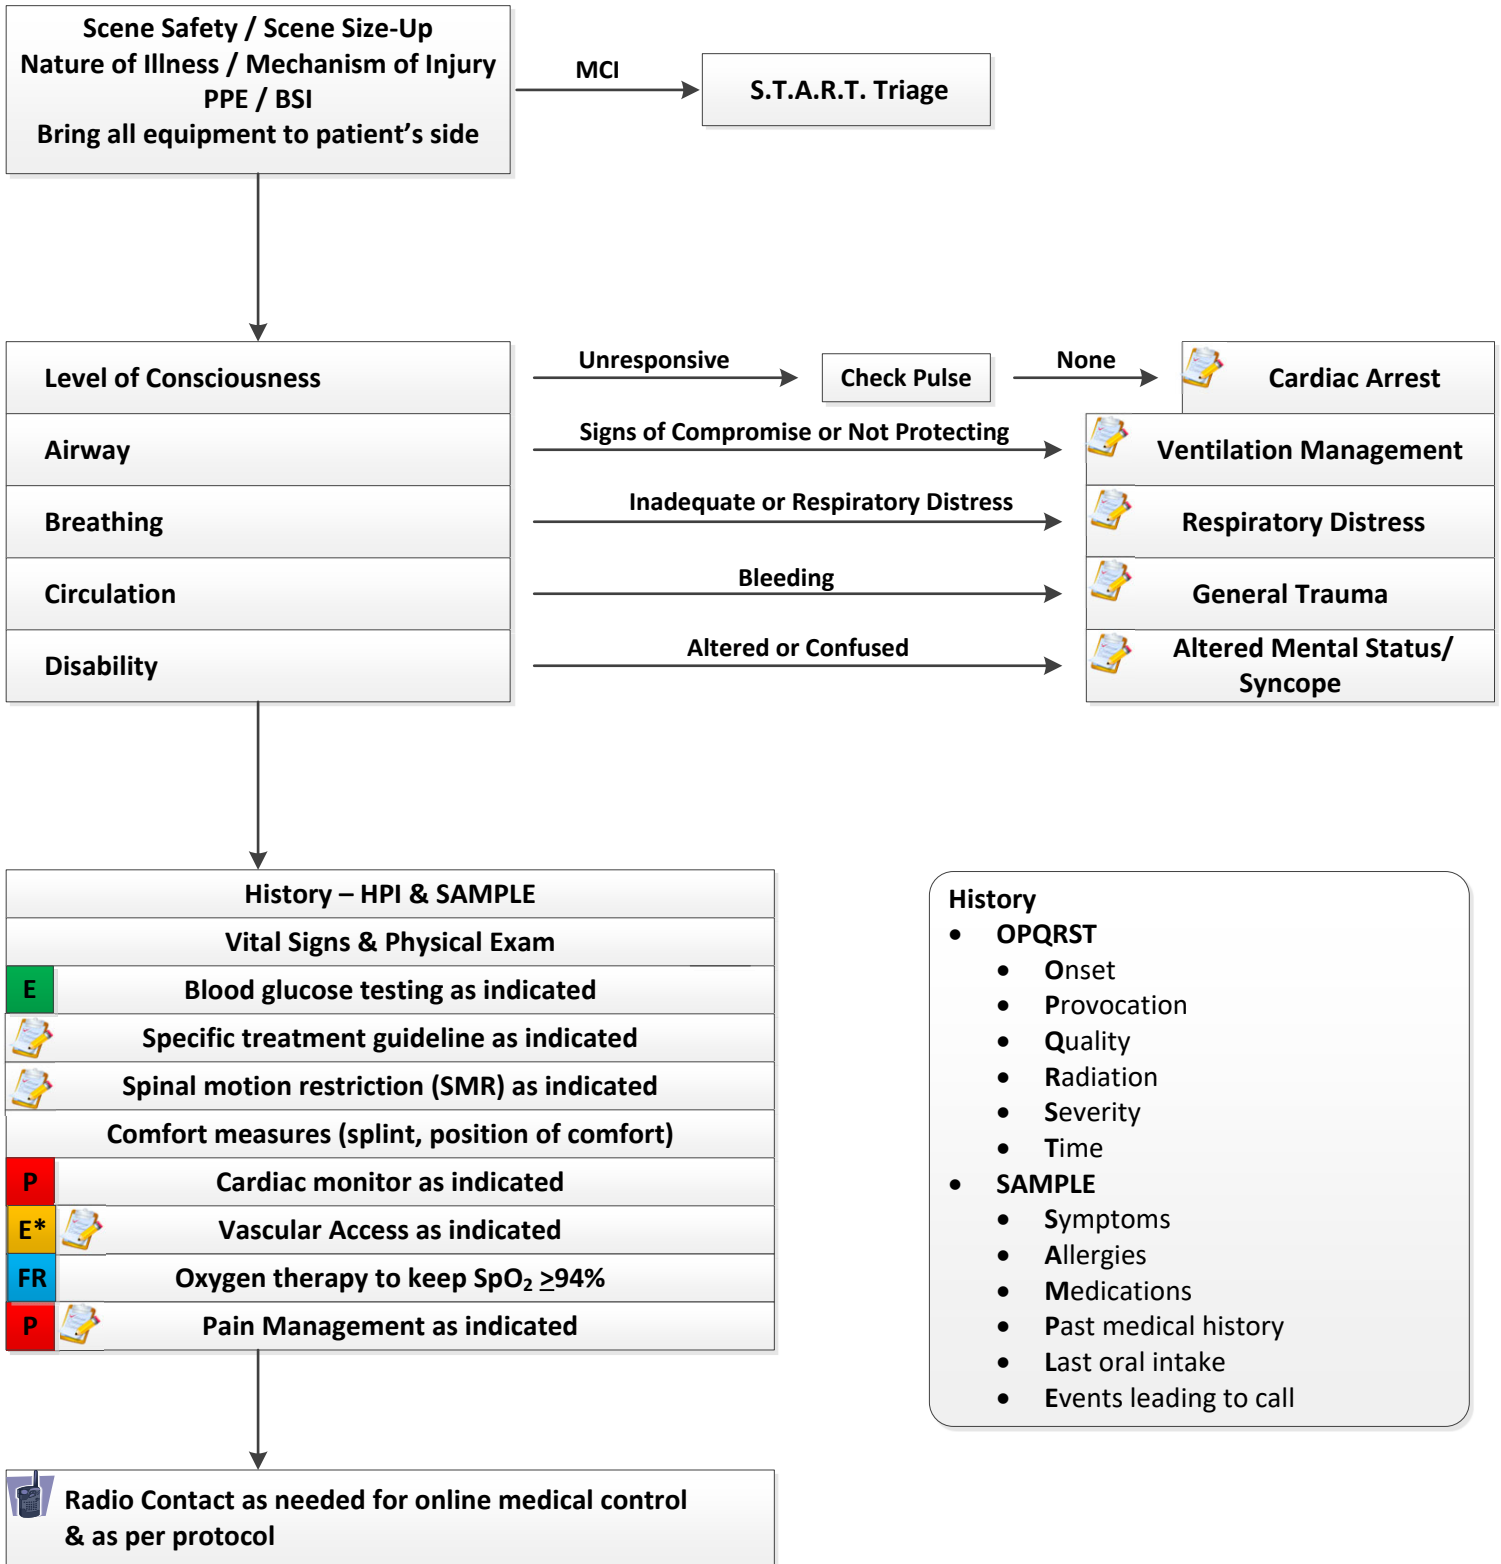 Scene Safety / Scene Size-Up
Nature of Illness / Mechanism of Injury
PPE / BSI
Bring all equipment to patient's side
MCI
S.T.A.R.T. Triage
Level of Consciousness
Unresponsive
Check Pulse
None
Cardiac Arrest
Airway
Signs of Compromise or Not Protecting
Ventilation Management
Breathing
Inadequate or Respiratory Distress
Respiratory Distress
Circulation
Bleeding
General Trauma
Disability
Altered or Confused
Altered Mental Status/
Syncope
History – HPI & SAMPLE
Vital Signs & Physical Exam
E Blood glucose testing as indicated
Specific treatment guideline as indicated
Spinal motion restriction (SMR) as indicated
Comfort measures (splint, position of comfort)
P Cardiac monitor as indicated
E* Vascular Access as indicated
FR Oxygen therapy to keep SpO₂ ≥94%
P Pain Management as indicated
Radio Contact as needed for online medical control
& as per protocol
History
• OPQRST
• Onset
• Provocation
• Quality
• Radiation
• Severity
• Time
• SAMPLE
• Symptoms
• Allergies
• Medications
• Past medical history
• Last oral intake
• Events leading to call